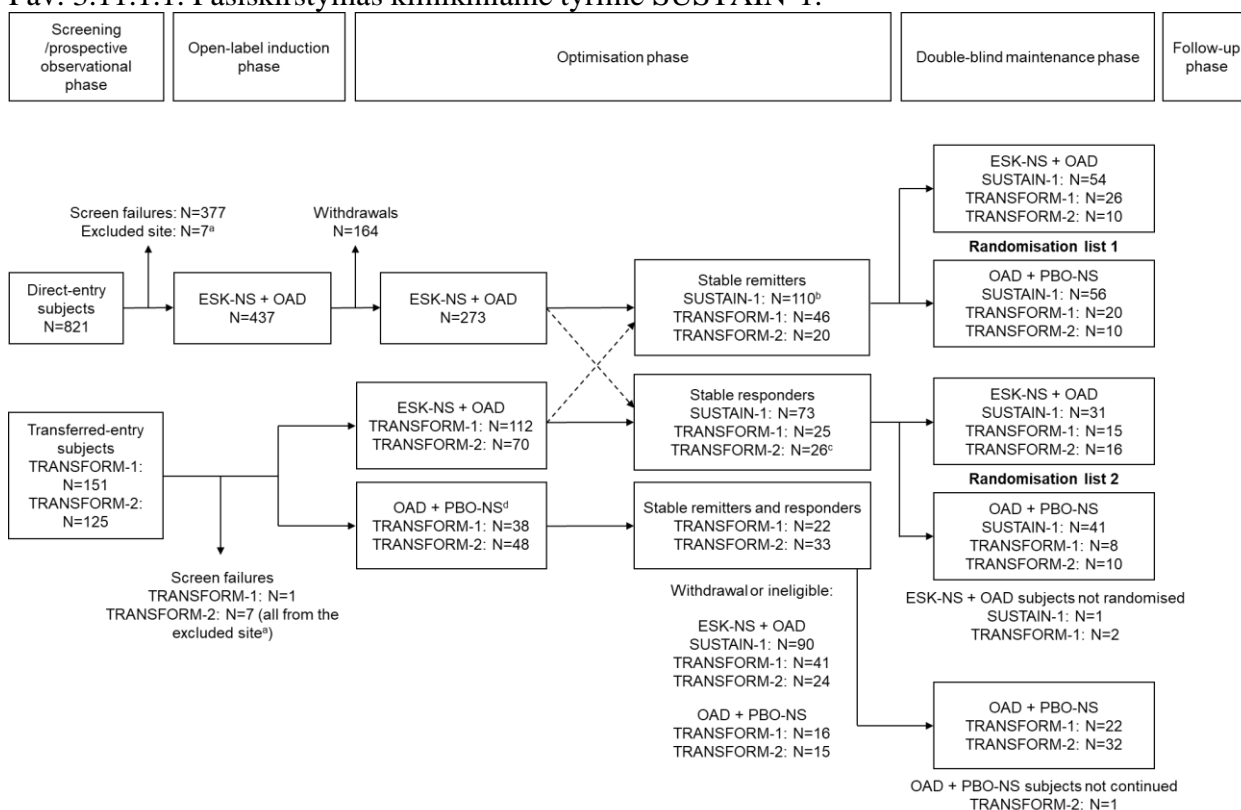 Pav. 3.11.1.1. Pasiskirstymas klinikiniame tyrime SUSTAIN-1.
Screening
/prospective
observational
phase
Open-label induction
phase
Optimisation phase
Double-blind maintenance phase
Follow-up
phase
Screen failures: N=377
Excluded site: N=7ᵃ
Withdrawals
N=164
Direct-entry
subjects
N=821
ESK-NS + OAD
N=437
ESK-NS + OAD
N=273
Stable remitters
SUSTAIN-1: N=110ᵇ
TRANSFORM-1: N=46
TRANSFORM-2: N=20
ESK-NS + OAD
SUSTAIN-1: N=54
TRANSFORM-1: N=26
TRANSFORM-2: N=10
Randomisation list 1
OAD + PBO-NS
SUSTAIN-1: N=56
TRANSFORM-1: N=20
TRANSFORM-2: N=10
Transferred-entry
subjects
TRANSFORM-1:
N=151
TRANSFORM-2:
N=125
ESK-NS + OAD
TRANSFORM-1: N=112
TRANSFORM-2: N=70
Stable responders
SUSTAIN-1: N=73
TRANSFORM-1: N=25
TRANSFORM-2: N=26ᶜ
ESK-NS + OAD
SUSTAIN-1: N=31
TRANSFORM-1: N=15
TRANSFORM-2: N=16
Randomisation list 2
OAD + PBO-NS
SUSTAIN-1: N=41
TRANSFORM-1: N=8
TRANSFORM-2: N=10
OAD + PBO-NSᵈ
TRANSFORM-1: N=38
TRANSFORM-2: N=48
Stable remitters and responders
TRANSFORM-1: N=22
TRANSFORM-2: N=33
Screen failures
TRANSFORM-1: N=1
TRANSFORM-2: N=7 (all from the
excluded siteᵃ)
Withdrawal or ineligible:
ESK-NS + OAD
SUSTAIN-1: N=90
TRANSFORM-1: N=41
TRANSFORM-2: N=24
OAD + PBO-NS
TRANSFORM-1: N=16
TRANSFORM-2: N=15
ESK-NS + OAD subjects not randomised
SUSTAIN-1: N=1
TRANSFORM-1: N=2
OAD + PBO-NS
TRANSFORM-1: N=22
TRANSFORM-2: N=32
OAD + PBO-NS subjects not continued
TRANSFORM-2: N=1